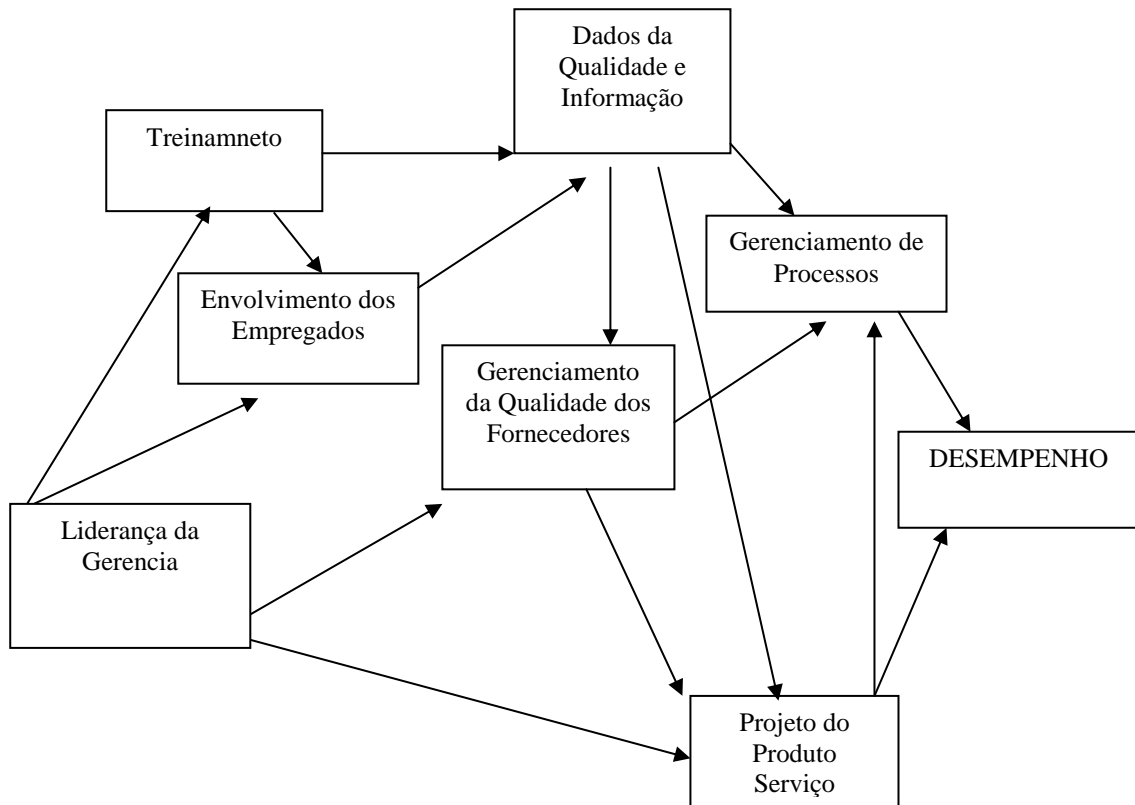 Dados da
Qualidade e
Informação
Treinamneto
Gerenciamento de
Processos
Envolvimento dos
Empregados
Gerenciamento
da Qualidade dos
Fornecedores
DESEMPENHO
Liderança da
Gerencia
Projeto do
Produto
Serviço